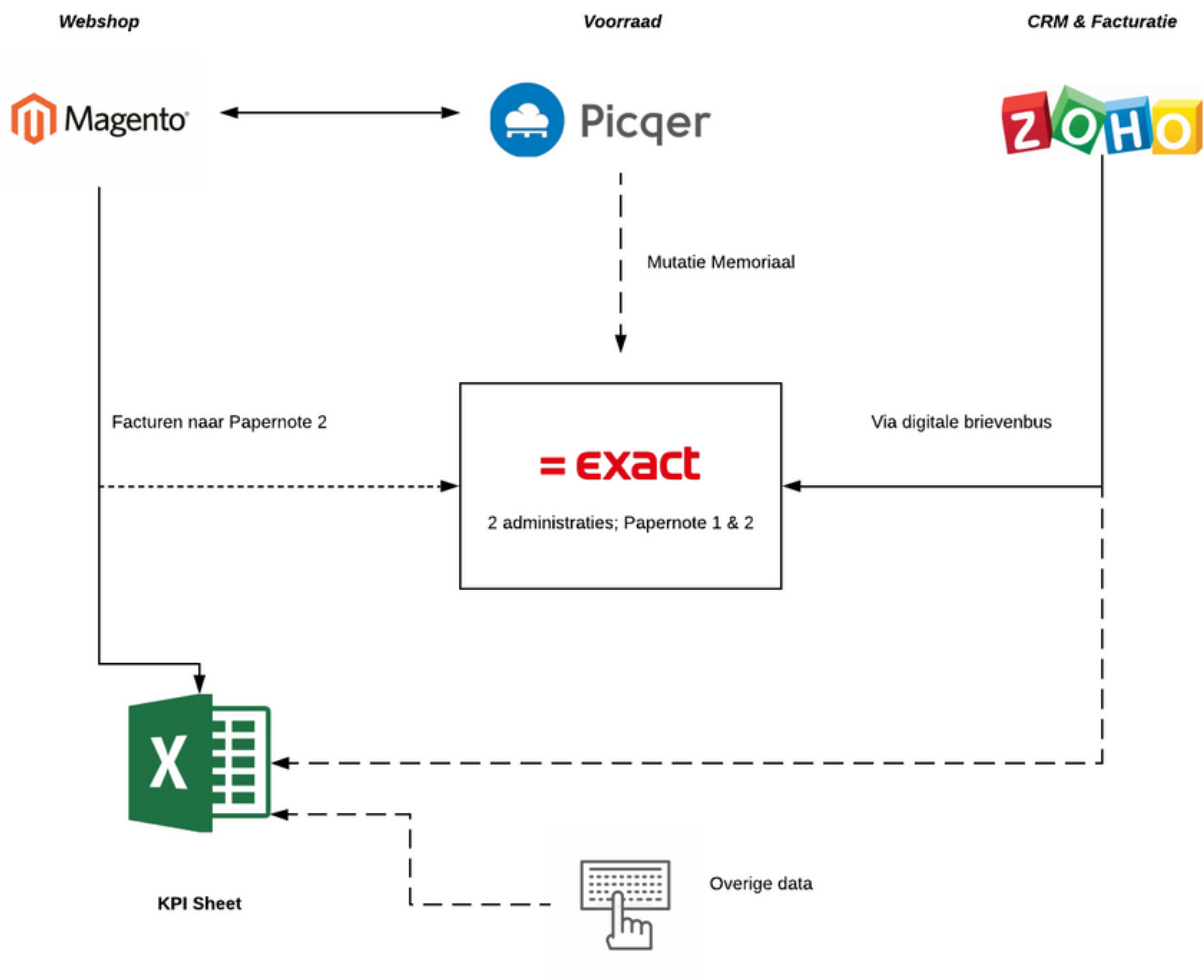 Webshop
Voorraad
CRM & Facturatie
Magento
Picqer
ZOHO
Mutatie Memoriaal
Facturen naar Papernote 2
Via digitale brievenbus
= exact
2 administraties; Papernote 1 & 2
X
KPI Sheet
Overige data